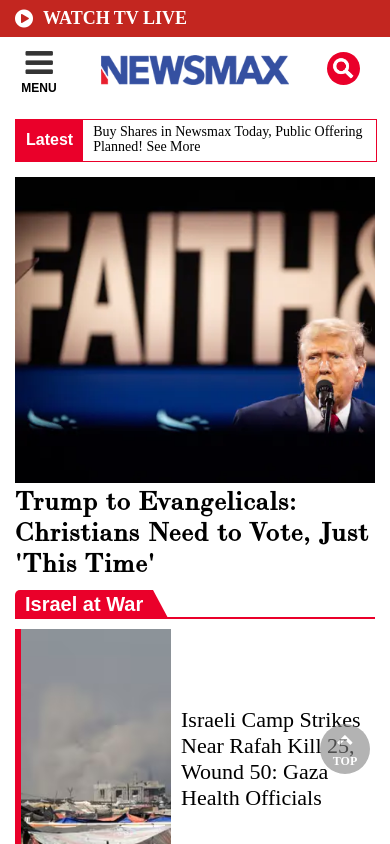 WATCH TV LIVE
MENU
NEWSMAX
Latest
Buy Shares in Newsmax Today, Public Offering
Planned! See More
FAITH&
Trump to Evangelicals:
Christians Need to Vote, Just
'This Time'
Israel at War
Israeli Camp Strikes
Near Rafah Kill 25,
Wound 50: Gaza
Health Officials
TOP